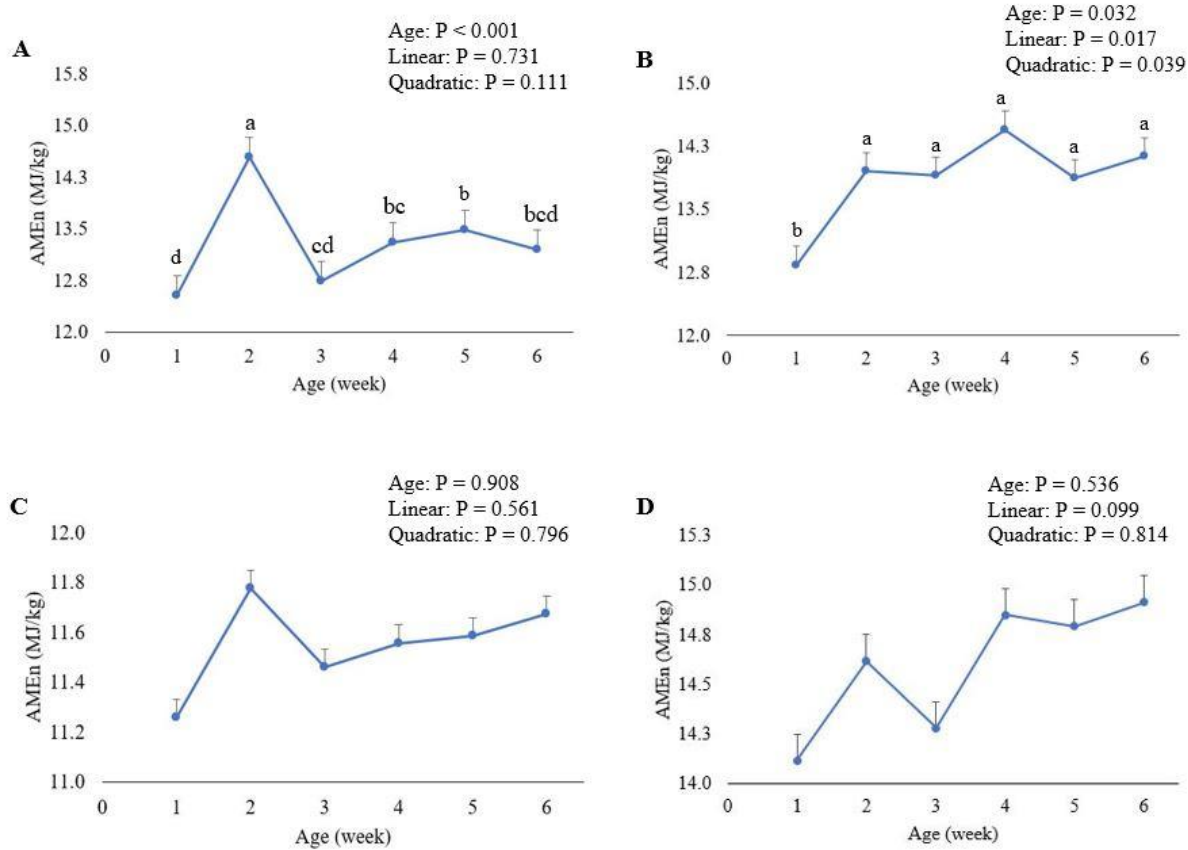 Age: P < 0.001
Linear: P = 0.731
Quadratic: P = 0.111
A
15.8
15.0
14.3
13.5
12.8
12.0
AMEn (MJ/kg)
d
a
cd
bc
b
bcd
0 1 2 3 4 5 6
Age (week)
Age: P = 0.032
Linear: P = 0.017
Quadratic: P = 0.039
B
15.0
14.3
13.5
12.8
12.0
AMEn (MJ/kg)
b
a
a
a
a
a
0 1 2 3 4 5 6
Age (week)
Age: P = 0.908
Linear: P = 0.561
Quadratic: P = 0.796
C
12.0
11.8
11.6
11.4
11.2
11.0
AMEn (MJ/kg)
0 1 2 3 4 5 6
Age (week)
Age: P = 0.536
Linear: P = 0.099
Quadratic: P = 0.814
D
15.3
15.0
14.8
14.5
14.3
14.0
AMEn (MJ/kg)
0 1 2 3 4 5 6
Age (week)